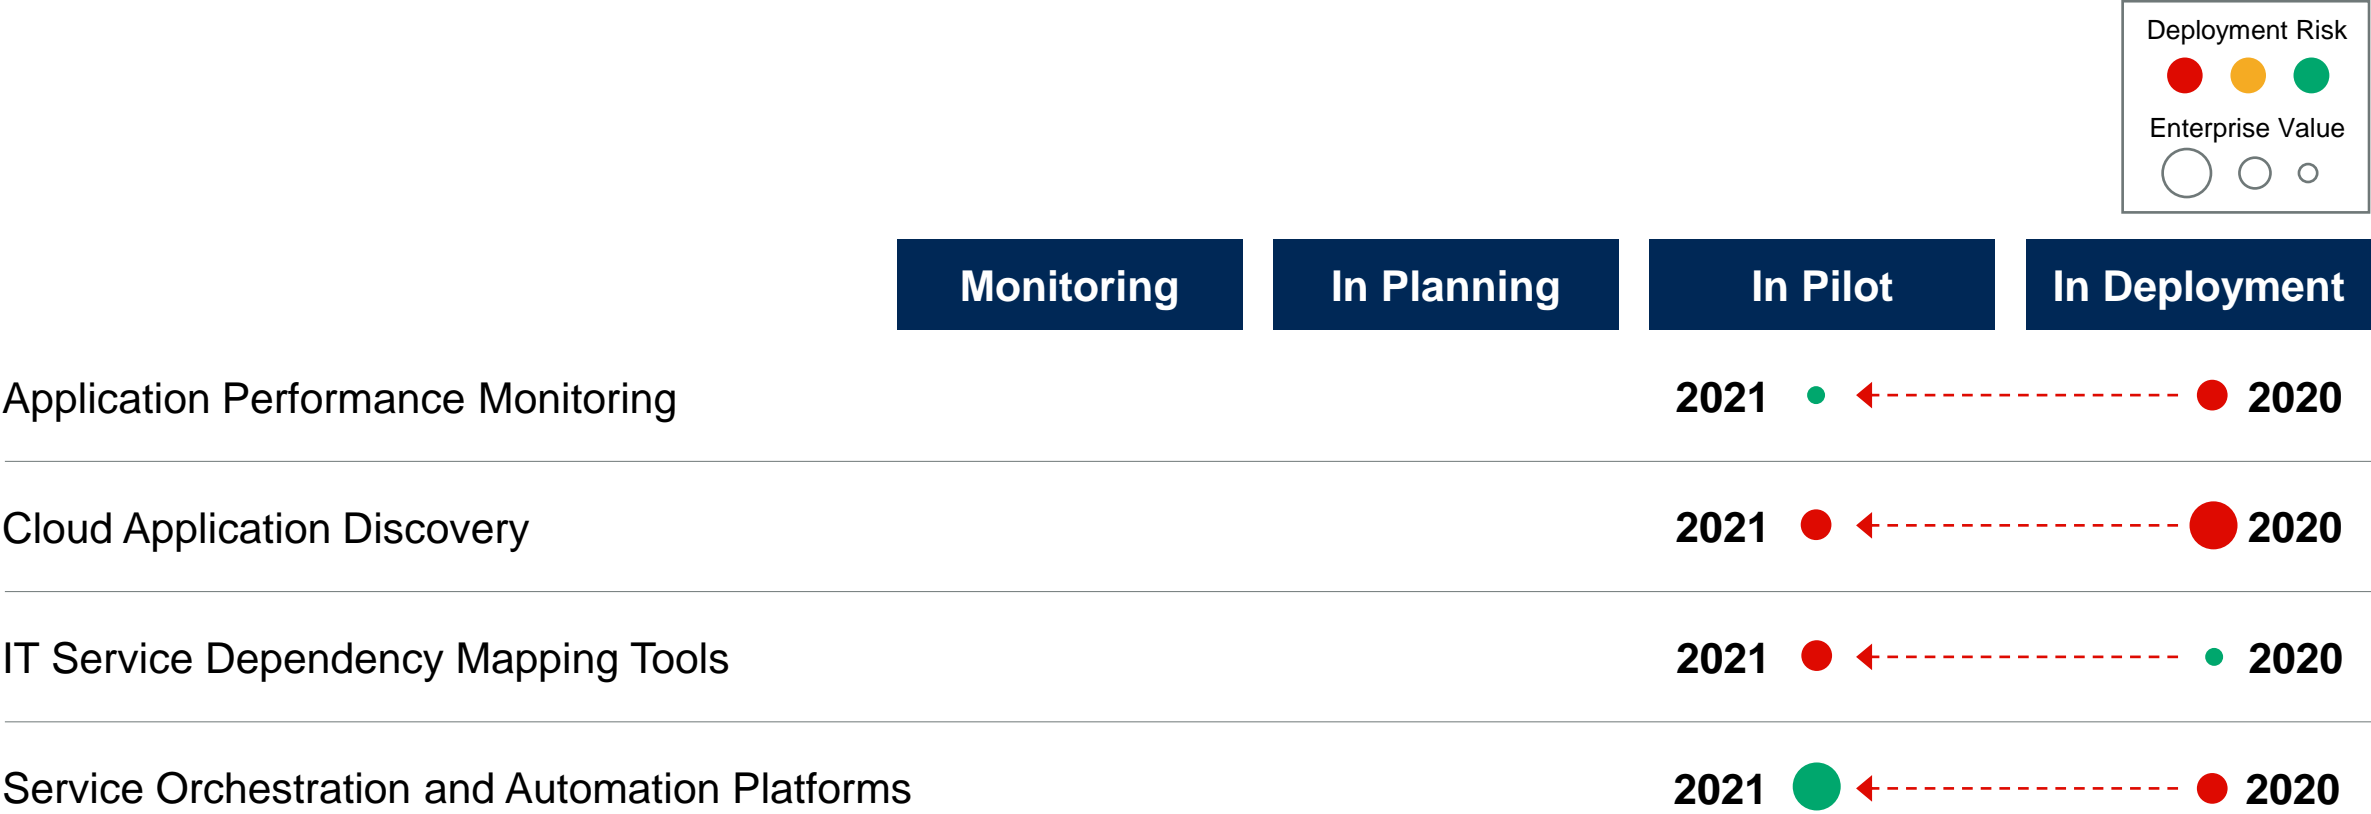 Deployment Risk
Enterprise Value
Monitoring
In Planning
In Pilot
In Deployment
Application Performance Monitoring
2021
2020
Cloud Application Discovery
2021
2020
IT Service Dependency Mapping Tools
2021
2020
Service Orchestration and Automation Platforms
2021
2020